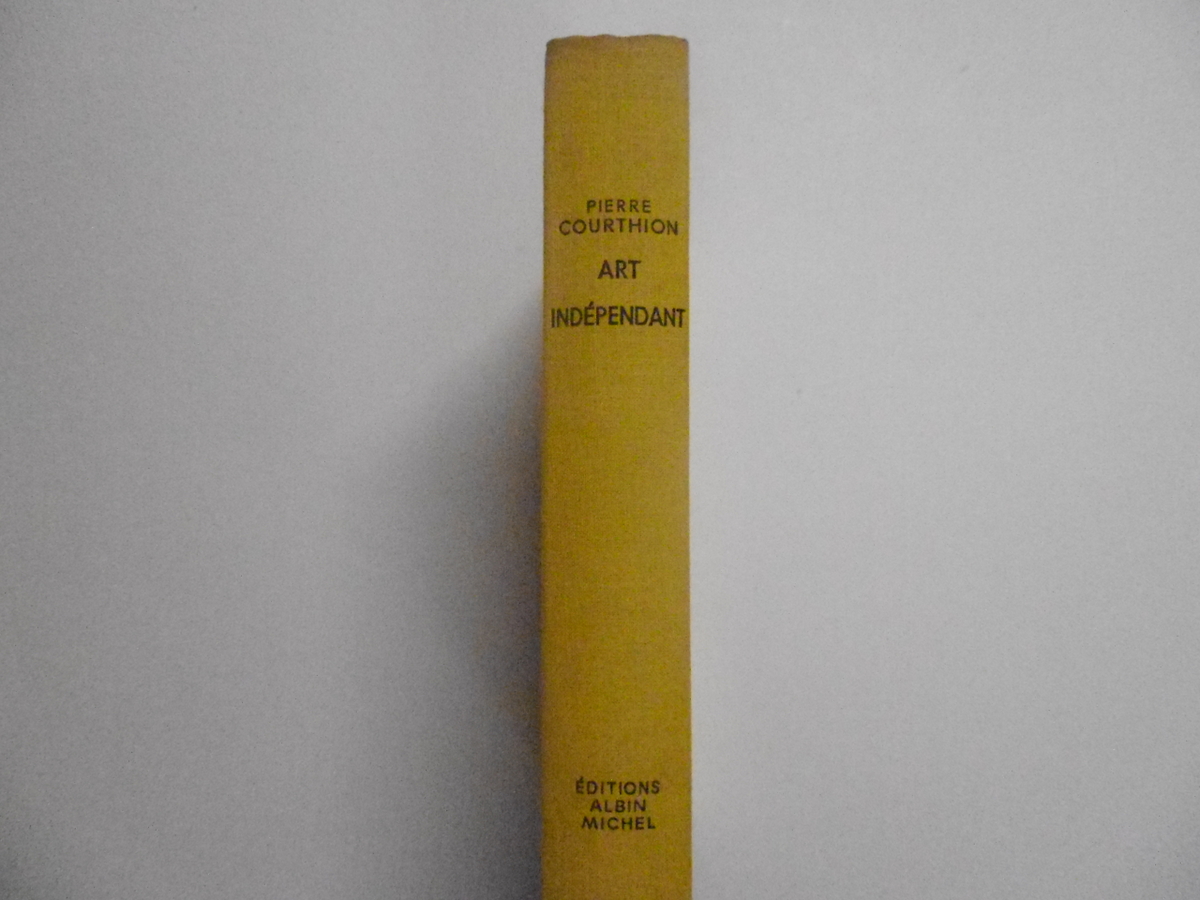 PIERRE
COURTHION
ART
INDÉPENDANT
ÉDITIONS
ALBIN
MICHEL